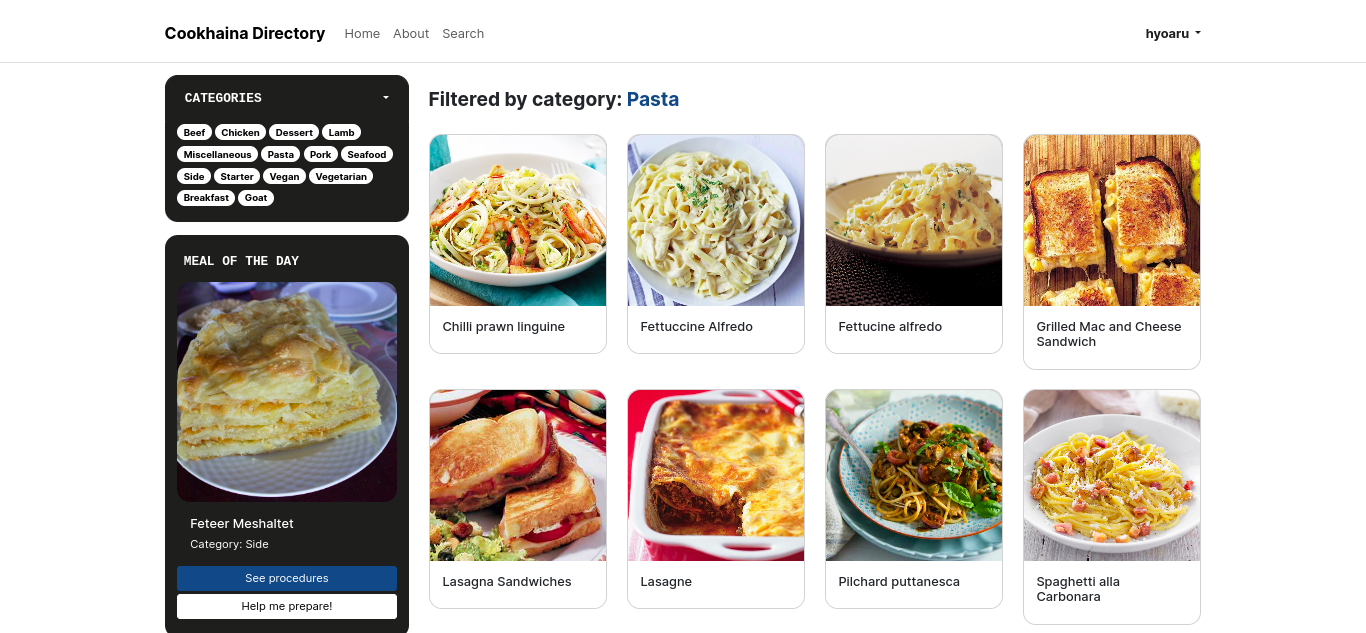 Cookhaina Directory Home About Search hyoaru
CATEGORIES
Beef Chicken Dessert Lamb
Miscellaneous Pasta Pork Seafood
Side Starter Vegan Vegetarian
Breakfast Goat
MEAL OF THE DAY
Feteer Meshaltet
Category: Side
See procedures
Help me prepare!
Filtered by category: Pasta
Chilli prawn linguine
Fettuccine Alfredo
Fettucine alfredo
Grilled Mac and Cheese
Sandwich
Lasagna Sandwiches
Lasagne
Pilchard puttanesca
Spaghetti alla
Carbonara